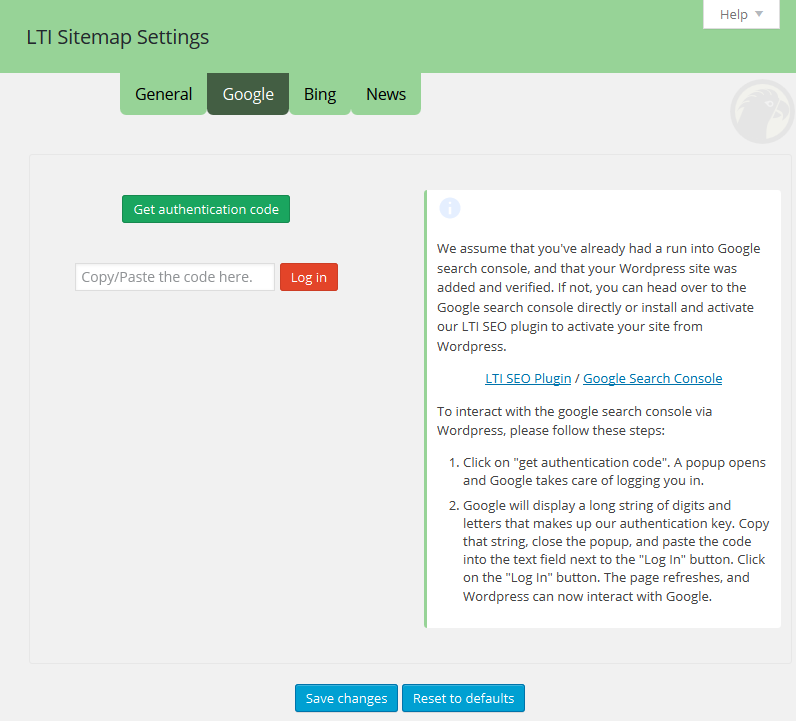 Help
LTI Sitemap Settings
General
Google
Bing
News
Get authentication code
Copy/Paste the code here.
Log in
We assume that you've already had a run into Google
search console, and that your Wordpress site was
added and verified. If not, you can head over to the
Google search console directly or install and activate
our LTI SEO plugin to activate your site from
Wordpress.
LTI SEO Plugin / Google Search Console
To interact with the google search console via
Wordpress, please follow these steps:
1. Click on "get authentication code". A popup opens
and Google takes care of logging you in.
2. Google will display a long string of digits and
letters that makes up our authentication key. Copy
that string, close the popup, and paste the code
into the text field next to the "Log In" button. Click
on the "Log In" button. The page refreshes, and
Wordpress can now interact with Google.
Save changes
Reset to defaults